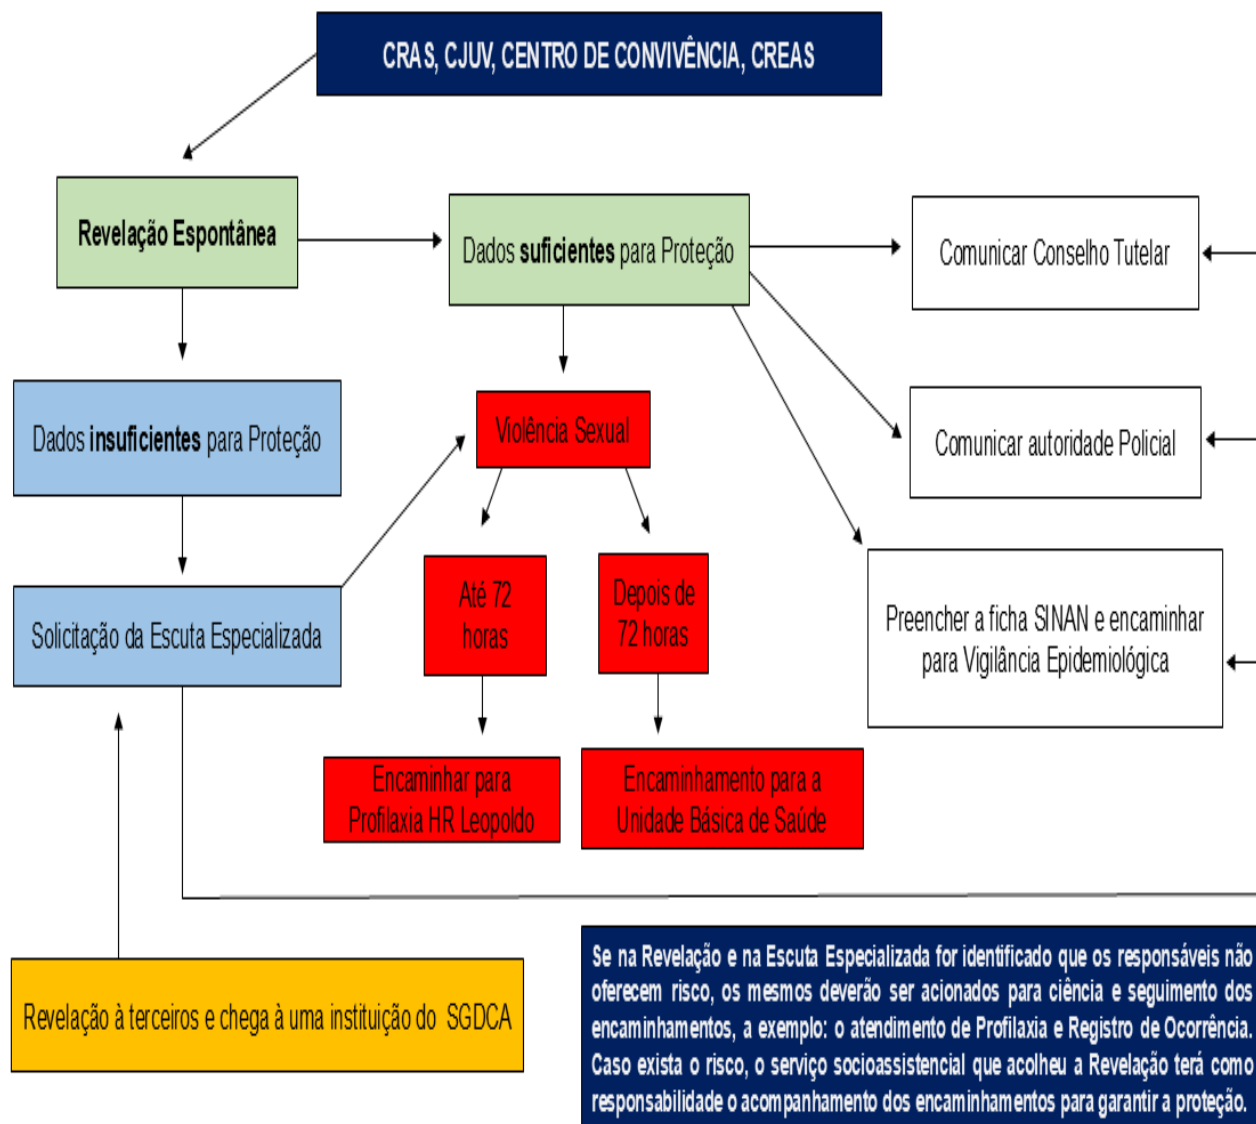 CRAS, CJUV, CENTRO DE CONVIVÊNCIA, CREAS
Revelação Espontânea
Dados suficientes para Proteção
Comunicar Conselho Tutelar
Dados insuficientes para Proteção
Violência Sexual
Comunicar autoridade Policial
Solicitação da Escuta Especializada
Até 72
horas
Depois de
72 horas
Preencher a ficha SINAN e encaminhar
para Vigilância Epidemiológica
Encaminhar para
Profilaxia HR Leopoldo
Encaminhamento para a
Unidade Básica de Saúde
Revelação à terceiros e chega à uma instituição do SGDCA
Se na Revelação e na Escuta Especializada for identificado que os responsáveis não
oferecem risco, os mesmos deverão ser acionados para ciência e seguimento dos
encaminhamentos, a exemplo: o atendimento de Profilaxia e Registro de Ocorrência.
Caso exista o risco, o serviço socioassistencial que acolheu a Revelação terá como
responsabilidade o acompanhamento dos encaminhamentos para garantir a proteção.